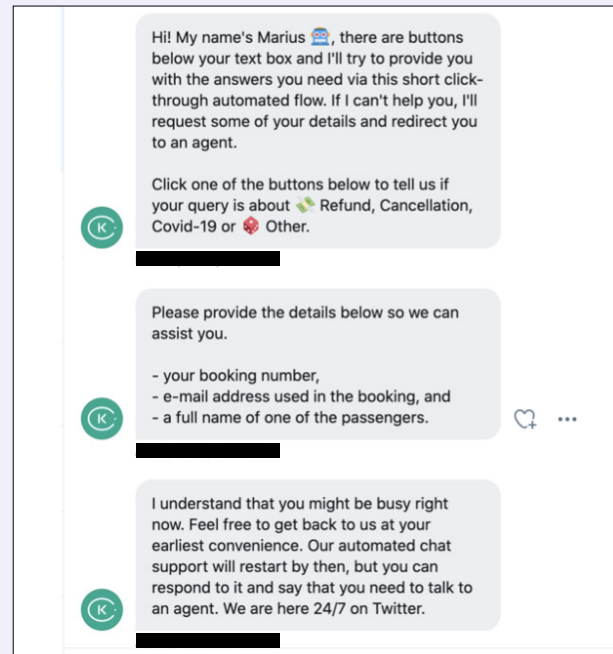 Hi! My name's Marius 🤖, there are buttons
below your text box and I'll try to provide you
with the answers you need via this short click-
through automated flow. If I can't help you, I'll
request some of your details and redirect you
to an agent.
Click one of the buttons below to tell us if
your query is about 💸 Refund, Cancellation,
Covid-19 or 🎲 Other.
K
Please provide the details below so we can
assist you.
- your booking number,
- e-mail address used in the booking, and
- a full name of one of the passengers.
K
I understand that you might be busy right
now. Feel free to get back to us at your
earliest convenience. Our automated chat
support will restart by then, but you can
respond to it and say that you need to talk to
an agent. We are here 24/7 on Twitter.
K